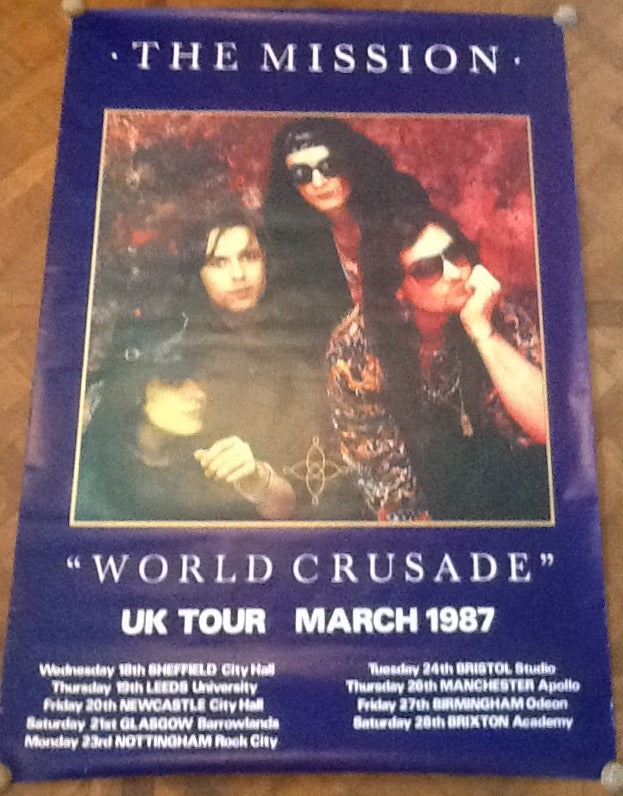 · THE MISSION ·
“WORLD CRUSADE”
UK TOUR MARCH 1987
Wednesday 18th SHEFFIELD City Hall
Thursday 19th LEEDS University
Friday 20th NEWCASTLE City Hall
Saturday 21st GLASGOW Barrowlands
Monday 23rd NOTTINGHAM Rock City
Tuesday 24th BRISTOL Studio
Thursday 26th MANCHESTER Apollo
Friday 27th BIRMINGHAM Odeon
Saturday 28th BRIXTON Academy